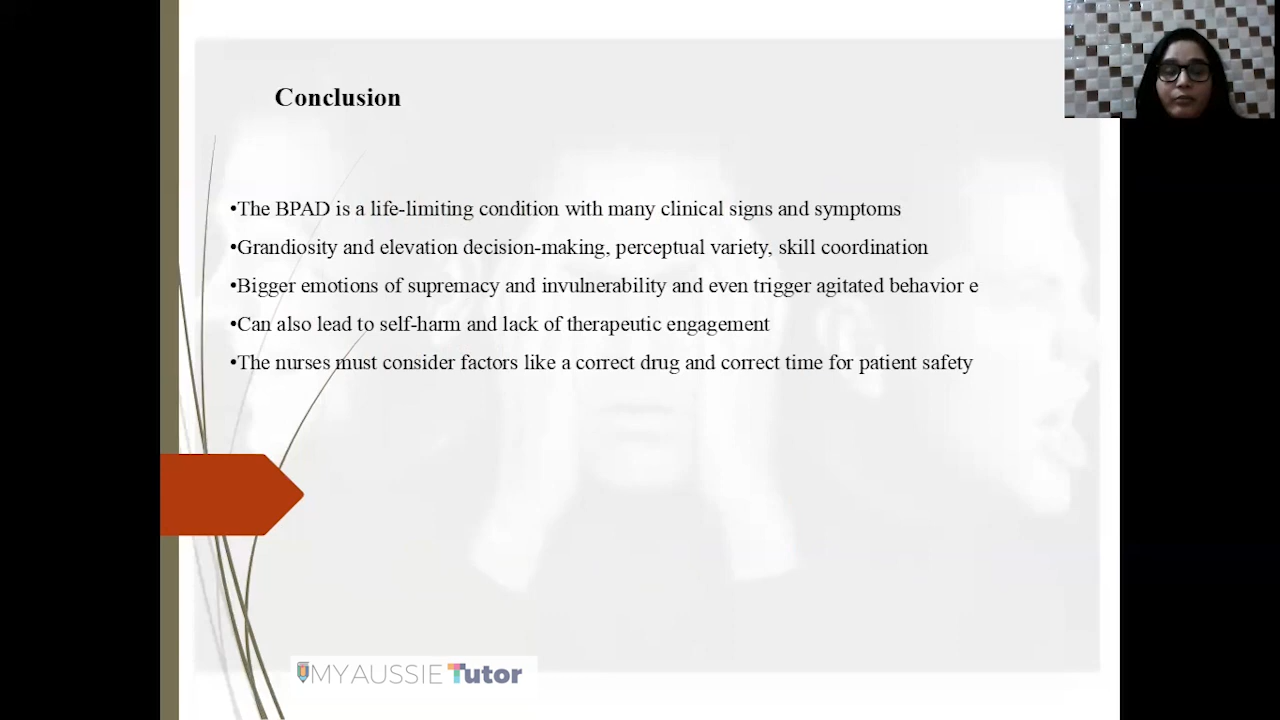 Conclusion
•The BPAD is a life-limiting condition with many clinical signs and symptoms
•Grandiosity and elevation decision-making, perceptual variety, skill coordination
•Bigger emotions of supremacy and invulnerability and even trigger agitated behavior e
•Can also lead to self-harm and lack of therapeutic engagement
•The nurses must consider factors like a correct drug and correct time for patient safety
MY AUSSIE Tutor